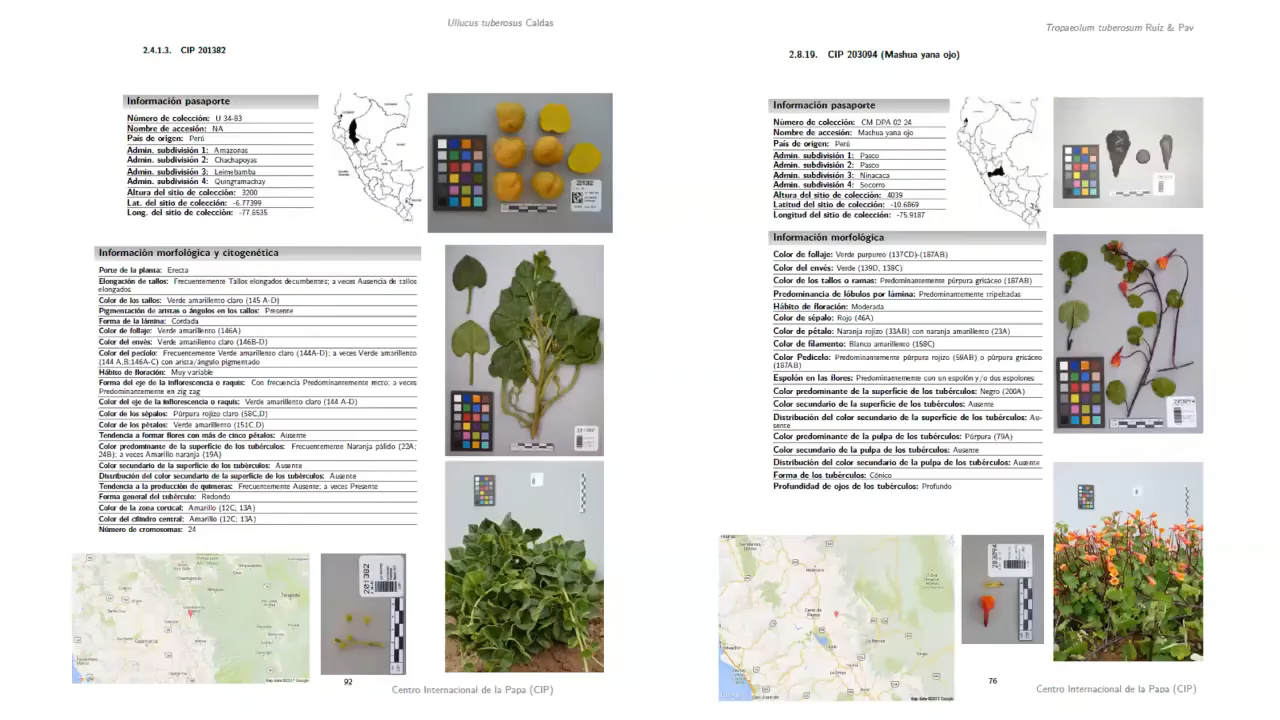 Ullucus tuberosus Caldas
2.4.1.3. CIP 201382
Información pasaporte
Número de colección: U 34-83
Nombre de accesión: NA
País de origen: Perú
Admin. subdivisión 1: Amazonas
Admin. subdivisión 2: Chachapoyas
Admin. subdivisión 3: Leimebamba
Admin. subdivisión 4: Quingramachay
Altura del sitio de colección: 3200
Lat. del sitio de colección: -6.77399
Long. del sitio de colección: -77.8535
201382
Información morfológica y citogenética
Porte de la planta: Erecta
Elongación de tallos: Frecuentemente Tallos elongados decumbentes; a veces Ausencia de tallos
elongados
Color de los tallos: Verde amarillento claro (145 A-D)
Pigmentación de aristas o ángulos en los tallos: Presente
Forma de la lámina: Cordada
Color de follaje: Verde amarillento (146A)
Color del envés: Verde amarillento claro (146B-D)
Color del pecíolo: Frecuentemente Verde amarillento claro (144A-D); a veces Verde amarillento
(144 A,B;146A-C) con arista/ángulo pigmentado
Hábito de floración: Muy variable
Forma del eje de la inflorescencia o raquis: Con frecuencia Predominantemente recto; a veces
Predominantemente en zig zag
Color del eje de la inflorescencia o raquis: Verde amarillento claro (144 A-D)
Color de los sépalos: Púrpura rojizo claro (58C,D)
Color de los pétalos: Verde amarillento (151C,D)
Tendencia a formar flores con más de cinco pétalos: Ausente
Color predominante de la superficie de los tubérculos: Frecuentemente Naranja pálido (22A;
24B); a veces Amarillo naranja (19A)
Color secundario de la superficie de los tubérculos: Ausente
Distribución del color secundario de la superficie de los tubérculos: Ausente
Tendencia a la producción de quimeras: Frecuentemente Ausente; a veces Presente
Forma general del tubérculo: Redondo
Color de la zona cortical: Amarillo (12C; 13A)
Color del cilindro central: Amarillo (12C; 13A)
Número de cromosomas: 24
201382
92
Centro Internacional de la Papa (CIP)
Tropaeolum tuberosum Ruíz & Pav
2.8.19. CIP 203094 (Mashua yana ojo)
Información pasaporte
Número de colección: CM DPA 02 24
Nombre de accesión: Mashua yana ojo
País de origen: Perú
Admin. subdivisión 1: Pasco
Admin. subdivisión 2: Pasco
Admin. subdivisión 3: Ninacaca
Admin. subdivisión 4: Socorro
Altura del sitio de colección: 4039
Latitud del sitio de colección: -10.6869
Longitud del sitio de colección: -75.9187
Información morfológica
Color de follaje: Verde purpureo (137CD)-(187AB)
Color del envés: Verde (139D, 138C)
Color de los tallos o ramas: Predominantemente púrpura grisáceo (187AB)
Predominancia de lóbulos por lámina: Predominantemente tripeltadas
Hábito de floración: Moderada
Color de sépalo: Rojo (46A)
Color de pétalo: Naranja rojizo (33AB) con naranja amarillento (23A)
Color de filamento: Blanco amarillento (158C)
Color Pedicelo: Predominantemente púrpura rojizo (59AB) o púrpura grisáceo
(187AB)
Espolón en las flores: Predominantemente con un espolón y/o dos espolones
Color predominante de la superficie de los tubérculos: Negro (200A)
Color secundario de la superficie de los tubérculos: Ausente
Distribución del color secundario de la superficie de los tubérculos: Au-
sente
Color predominante de la pulpa de los tubérculos: Púrpura (79A)
Color secundario de la pulpa de los tubérculos: Ausente
Distribución del color secundario de la pulpa de los tubérculos: Ausente
Forma de los tubérculos: Cónico
Profundidad de ojos de los tubérculos: Profundo
203094
76
Centro Internacional de la Papa (CIP)